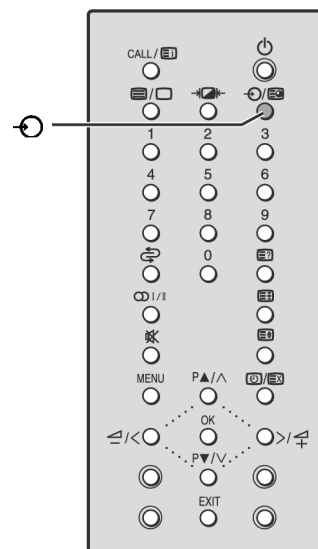 CALL/
1 2 3
4 5 6
7 8 9
0
I/II
MENU P▲/∧
OK
P▼/∨
EXIT